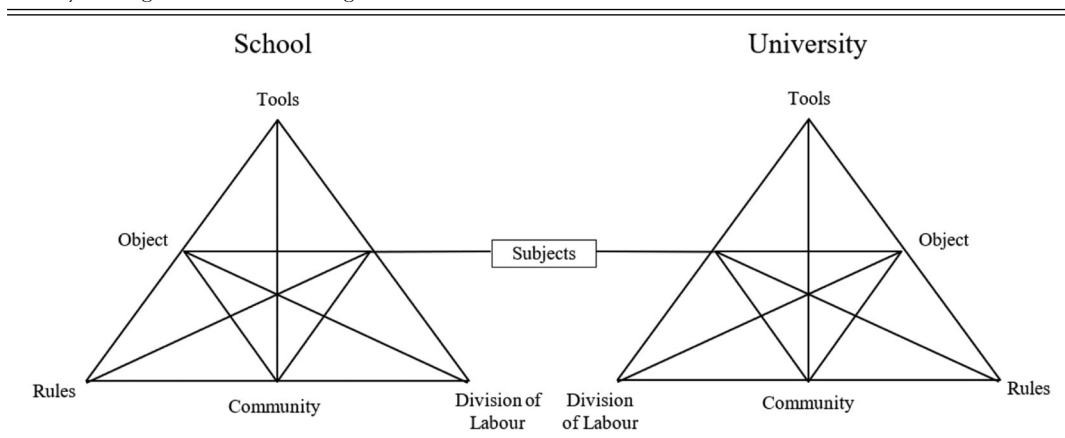 School
University
Tools
Tools
Object
Subjects
Object
Rules
Community
Division of
Labour
Division
of Labour
Community
Rules